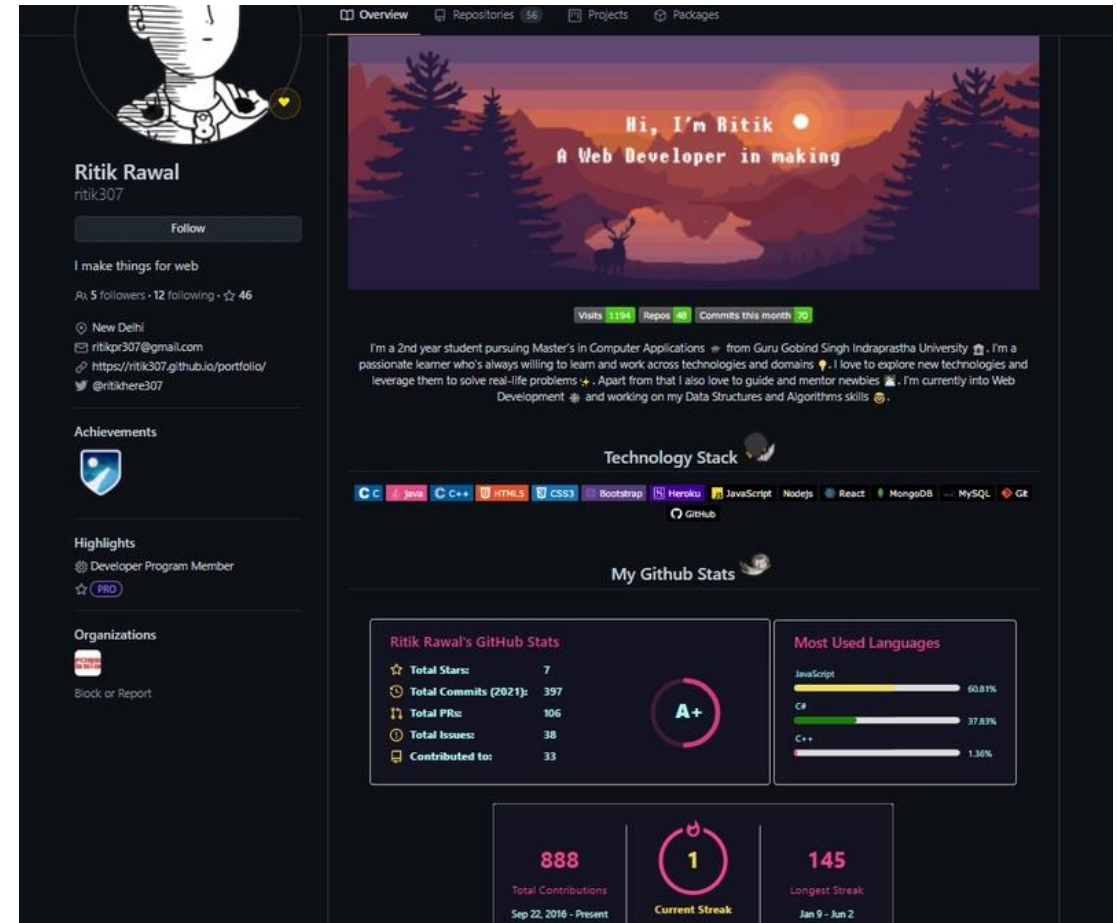 Overview Repositories 56 Projects Packages
Hi, I'm Ritik
A Web Developer in making
Ritik Rawal
ritik307
Follow
I make things for web
5 followers · 12 following · 46
New Delhi
ritikpr307@gmail.com
https://ritik307.github.io/portfolio/
@ritikhere307
Achievements
Highlights
Developer Program Member
PRO
Organizations
Block or Report
Visits 1194 Repos 48 Commits this month 70
I'm a 2nd year student pursuing Master's in Computer Applications from Guru Gobind Singh Indraprastha University . I'm a
passionate learner who's always willing to learn and work across technologies and domains . I love to explore new technologies and
leverage them to solve real-life problems . Apart from that I also love to guide and mentor newbies . I'm currently into Web
Development and working on my Data Structures and Algorithms skills .
Technology Stack
C Java C++ HTML5 CSS3 Bootstrap Heroku JavaScript Nodejs React MongoDB MySQL Git
GitHub
My Github Stats
Ritik Rawal's GitHub Stats
Total Stars: 7
Total Commits (2021): 397
Total PRs: 106
Total Issues: 38
Contributed to: 33
A+
Most Used Languages
JavaScript
60.81%
C#
37.83%
C++
1.36%
888
Total Contributions
Sep 22, 2016 - Present
1
Current Streak
145
Longest Streak
Jan 9 - Jun 2